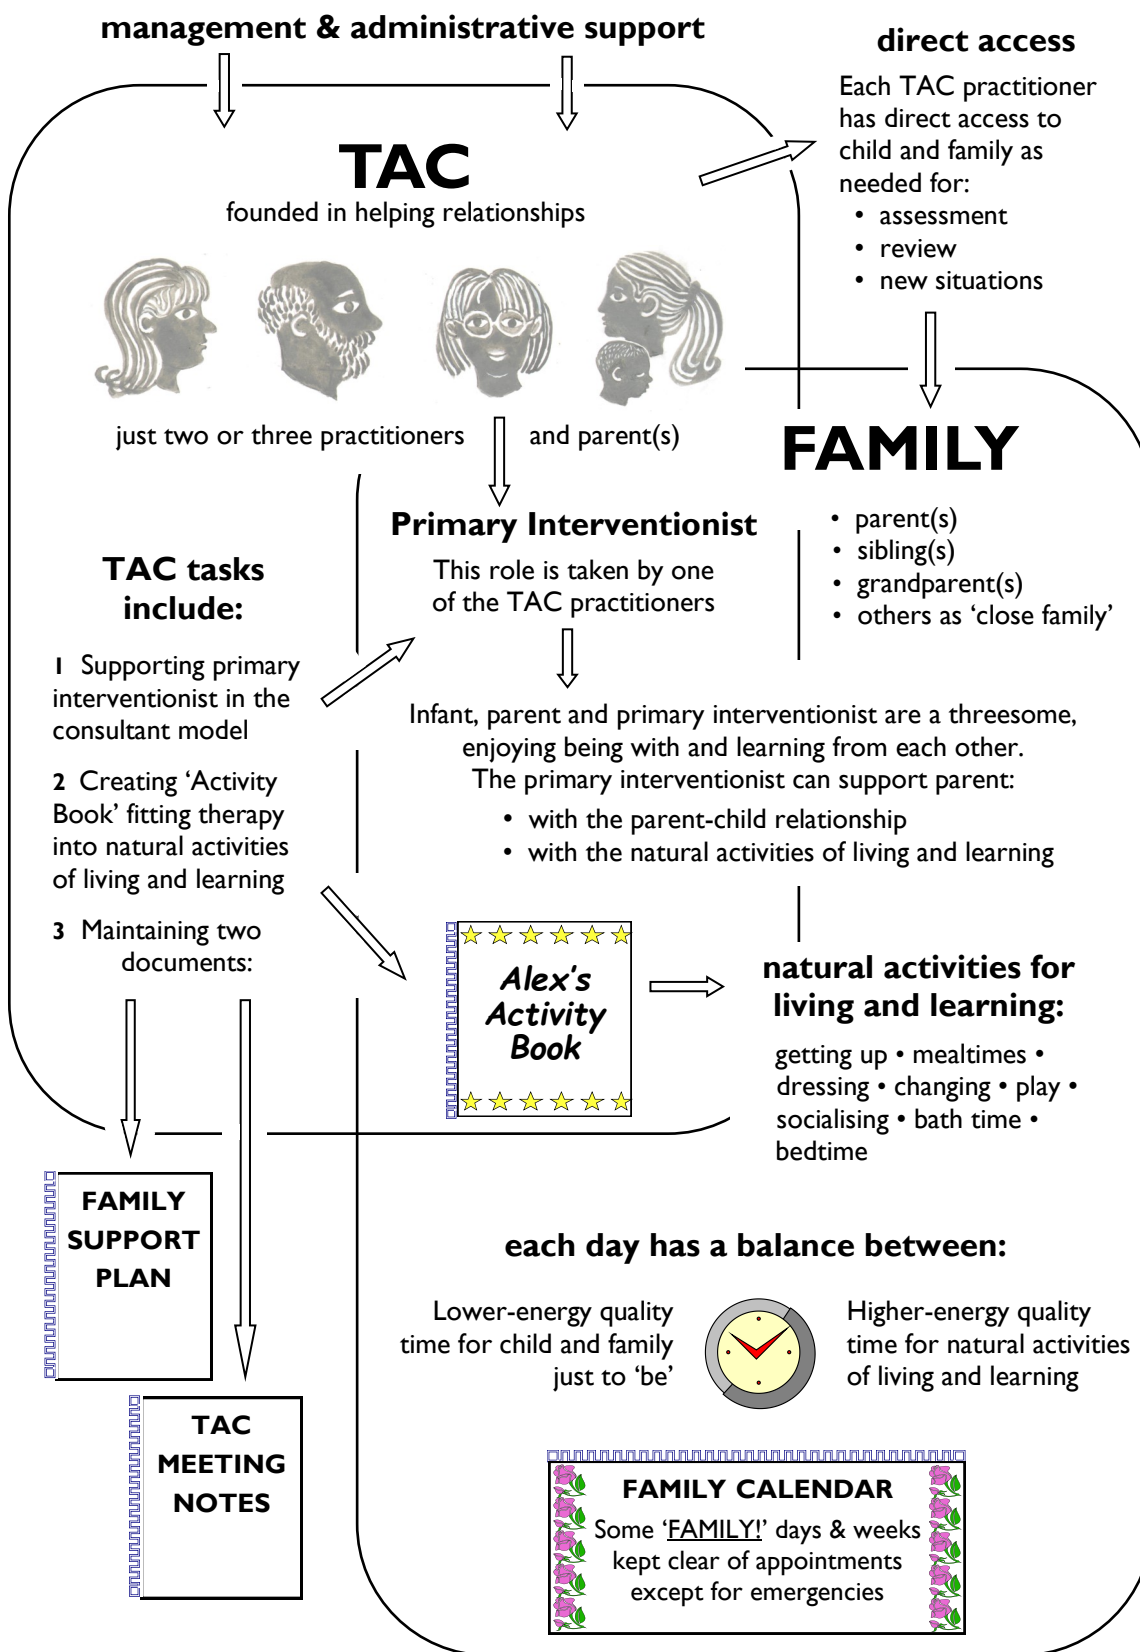 management & administrative support
direct access
Each TAC practitioner
has direct access to
child and family as
needed for:
• assessment
• review
• new situations
TAC
founded in helping relationships
just two or three practitioners
and parent(s)
FAMILY
• parent(s)
• sibling(s)
• grandparent(s)
• others as ‘close family’
Primary Interventionist
This role is taken by one
of the TAC practitioners
TAC tasks
include:
1 Supporting primary
interventionist in the
consultant model
2 Creating ‘Activity
Book’ fitting therapy
into natural activities
of living and learning
3 Maintaining two
documents:
Infant, parent and primary interventionist are a threesome,
enjoying being with and learning from each other.
The primary interventionist can support parent:
• with the parent-child relationship
• with the natural activities of living and learning
Alex's
Activity
Book
natural activities for
living and learning:
getting up • mealtimes •
dressing • changing • play •
socialising • bath time •
bedtime
FAMILY
SUPPORT
PLAN
TAC
MEETING
NOTES
each day has a balance between:
Lower-energy quality
time for child and family
just to ‘be’
Higher-energy quality
time for natural activities
of living and learning
FAMILY CALENDAR
Some ‘FAMILY!’ days & weeks
kept clear of appointments
except for emergencies